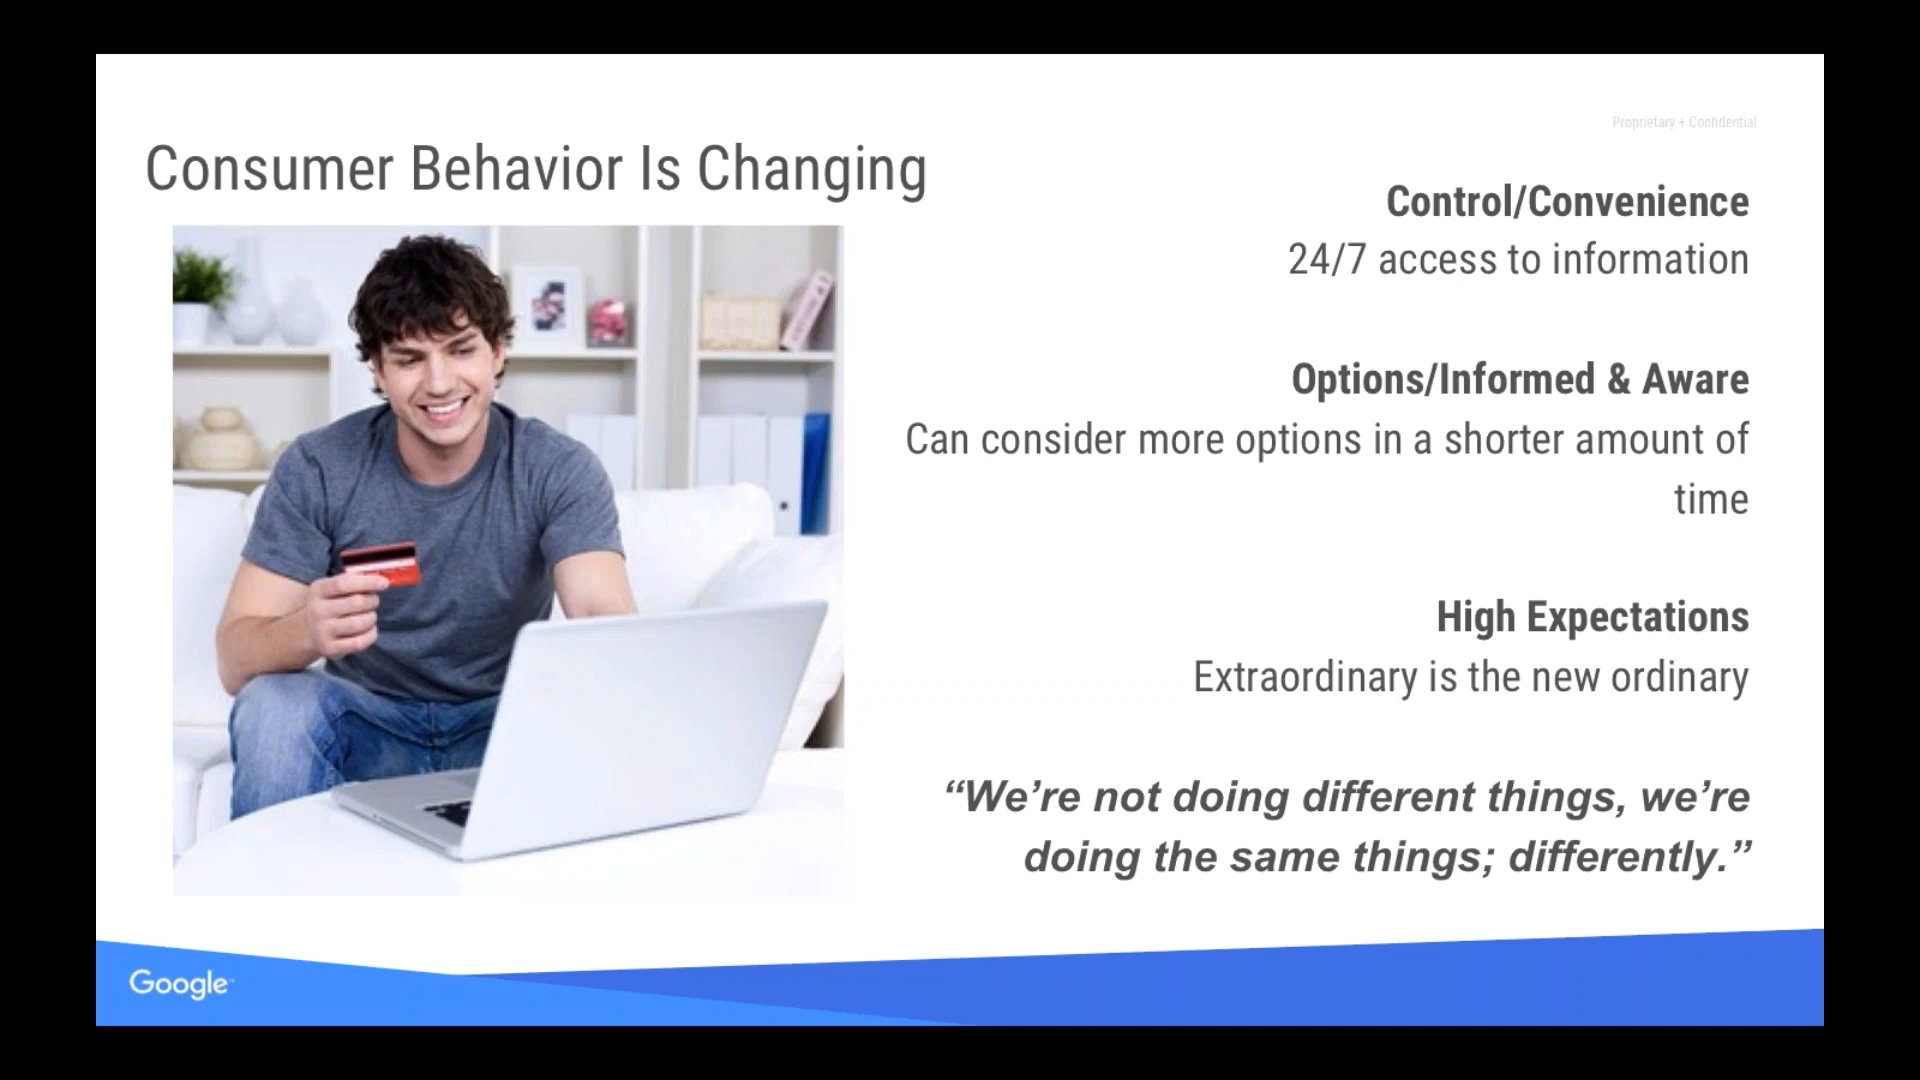 Proprietary + Confidential
Consumer Behavior Is Changing
Control/Convenience
24/7 access to information
Options/Informed & Aware
Can consider more options in a shorter amount of
time
High Expectations
Extraordinary is the new ordinary
“We’re not doing different things, we’re
doing the same things; differently.”
Google